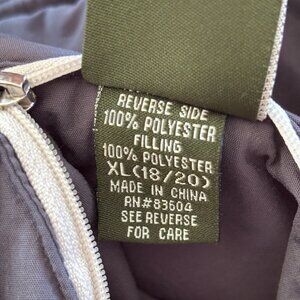 REVERSE SIDE
100% POLYESTER
FILLING
100% POLYESTER
XL(18/20)
MADE IN CHINA
RN#83504
SEE REVERSE
FOR CARE